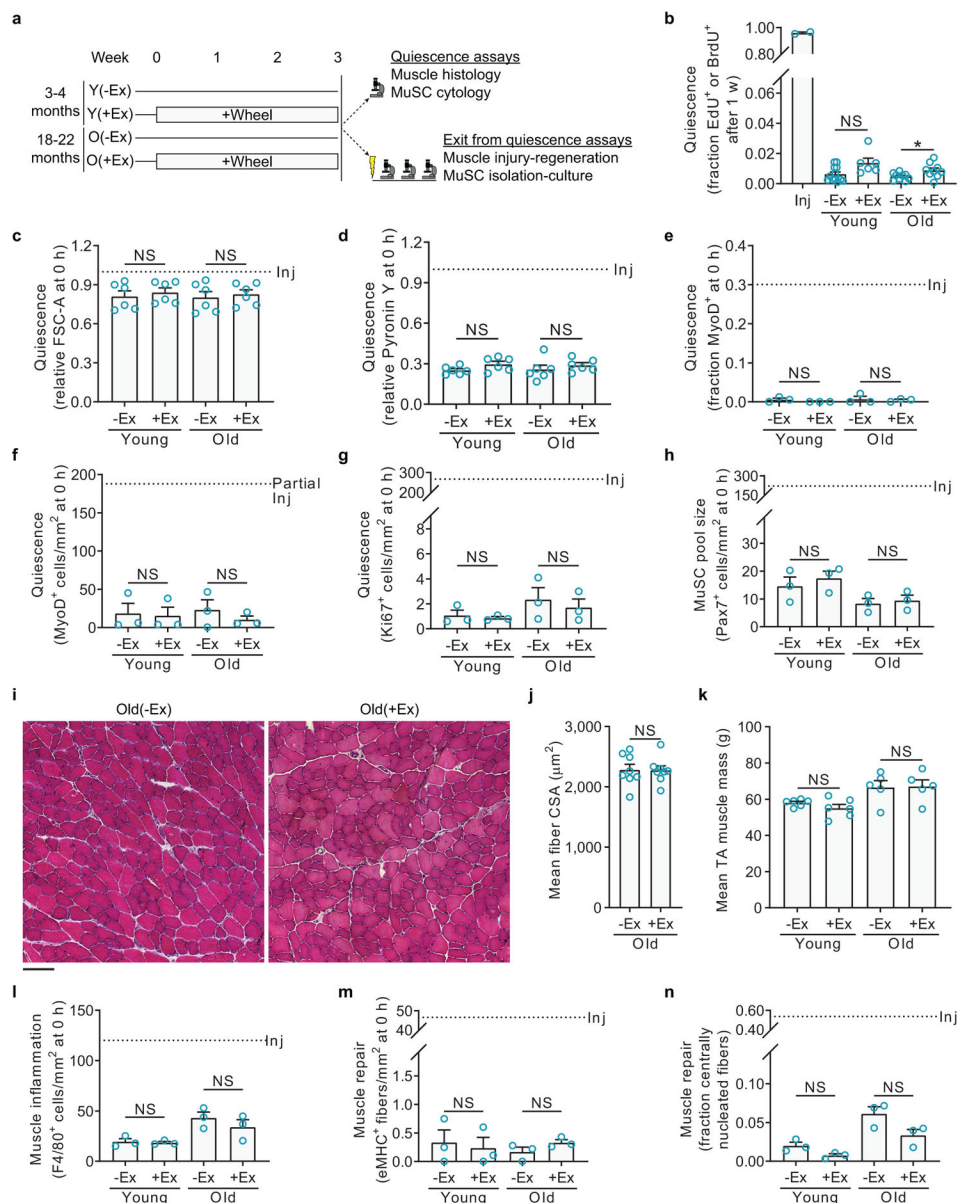 a
Week 0 1 2 3
3-4
months
Y(-Ex)
Y(+Ex)
+Wheel
18-22
months
O(-Ex)
O(+Ex)
+Wheel
Quiescence assays
Muscle histology
MuSC cytology
Exit from quiescence assays
Muscle injury-regeneration
MuSC isolation-culture
b
Quiescence
(fraction EdU⁺ or BrdU⁺
after 1 w)
1.00
0.80
0.02
0.01
0.00
NS
*
Inj
-Ex +Ex -Ex +Ex
Young Old
c
Quiescence
(relative FSC-A at 0 h)
1.2
0.9
0.6
0.3
0.0
NS NS
Inj
-Ex +Ex -Ex +Ex
Young Old
d
Quiescence
(relative Pyronin Y at 0 h)
1.2
0.9
0.6
0.3
0.0
Inj
NS NS
-Ex +Ex -Ex +Ex
Young Old
e
Quiescence
(fraction MyoD⁺ at 0 h)
0.4
0.3
0.2
0.1
0.0
Inj
NS NS
-Ex +Ex -Ex +Ex
Young Old
f
Quiescence
(MyoD⁺ cells/mm² at 0 h)
200
150
100
50
0
Partial
Inj
NS NS
-Ex +Ex -Ex +Ex
Young Old
g
Quiescence
(Ki67⁺ cells/mm² at 0 h)
300
200
6
4
2
0
Inj
NS NS
-Ex +Ex -Ex +Ex
Young Old
h
MuSC pool size
(Pax7⁺ cells/mm² at 0 h)
300
150
40
30
20
10
0
Inj
NS NS
-Ex +Ex -Ex +Ex
Young Old
i
Old(-Ex) Old(+Ex)
j
Mean fiber CSA (μm²)
3,000
2,000
1,000
0
NS
-Ex +Ex
Old
k
Mean TA muscle mass (g)
100
80
60
40
20
0
NS NS
-Ex +Ex -Ex +Ex
Young Old
l
Muscle inflammation
(F4/80⁺ cells/mm² at 0 h)
150
100
50
0
Inj
NS NS
-Ex +Ex -Ex +Ex
Young Old
m
Muscle repair
(eMHC⁺ fibers/mm² at 0 h)
50
40
1.5
1.0
0.5
0.0
Inj
NS NS
-Ex +Ex -Ex +Ex
Young Old
n
Muscle repair
(fraction centrally
nucleated fibers)
0.60
0.40
0.10
0.05
0.00
Inj
NS NS
-Ex +Ex -Ex +Ex
Young Old